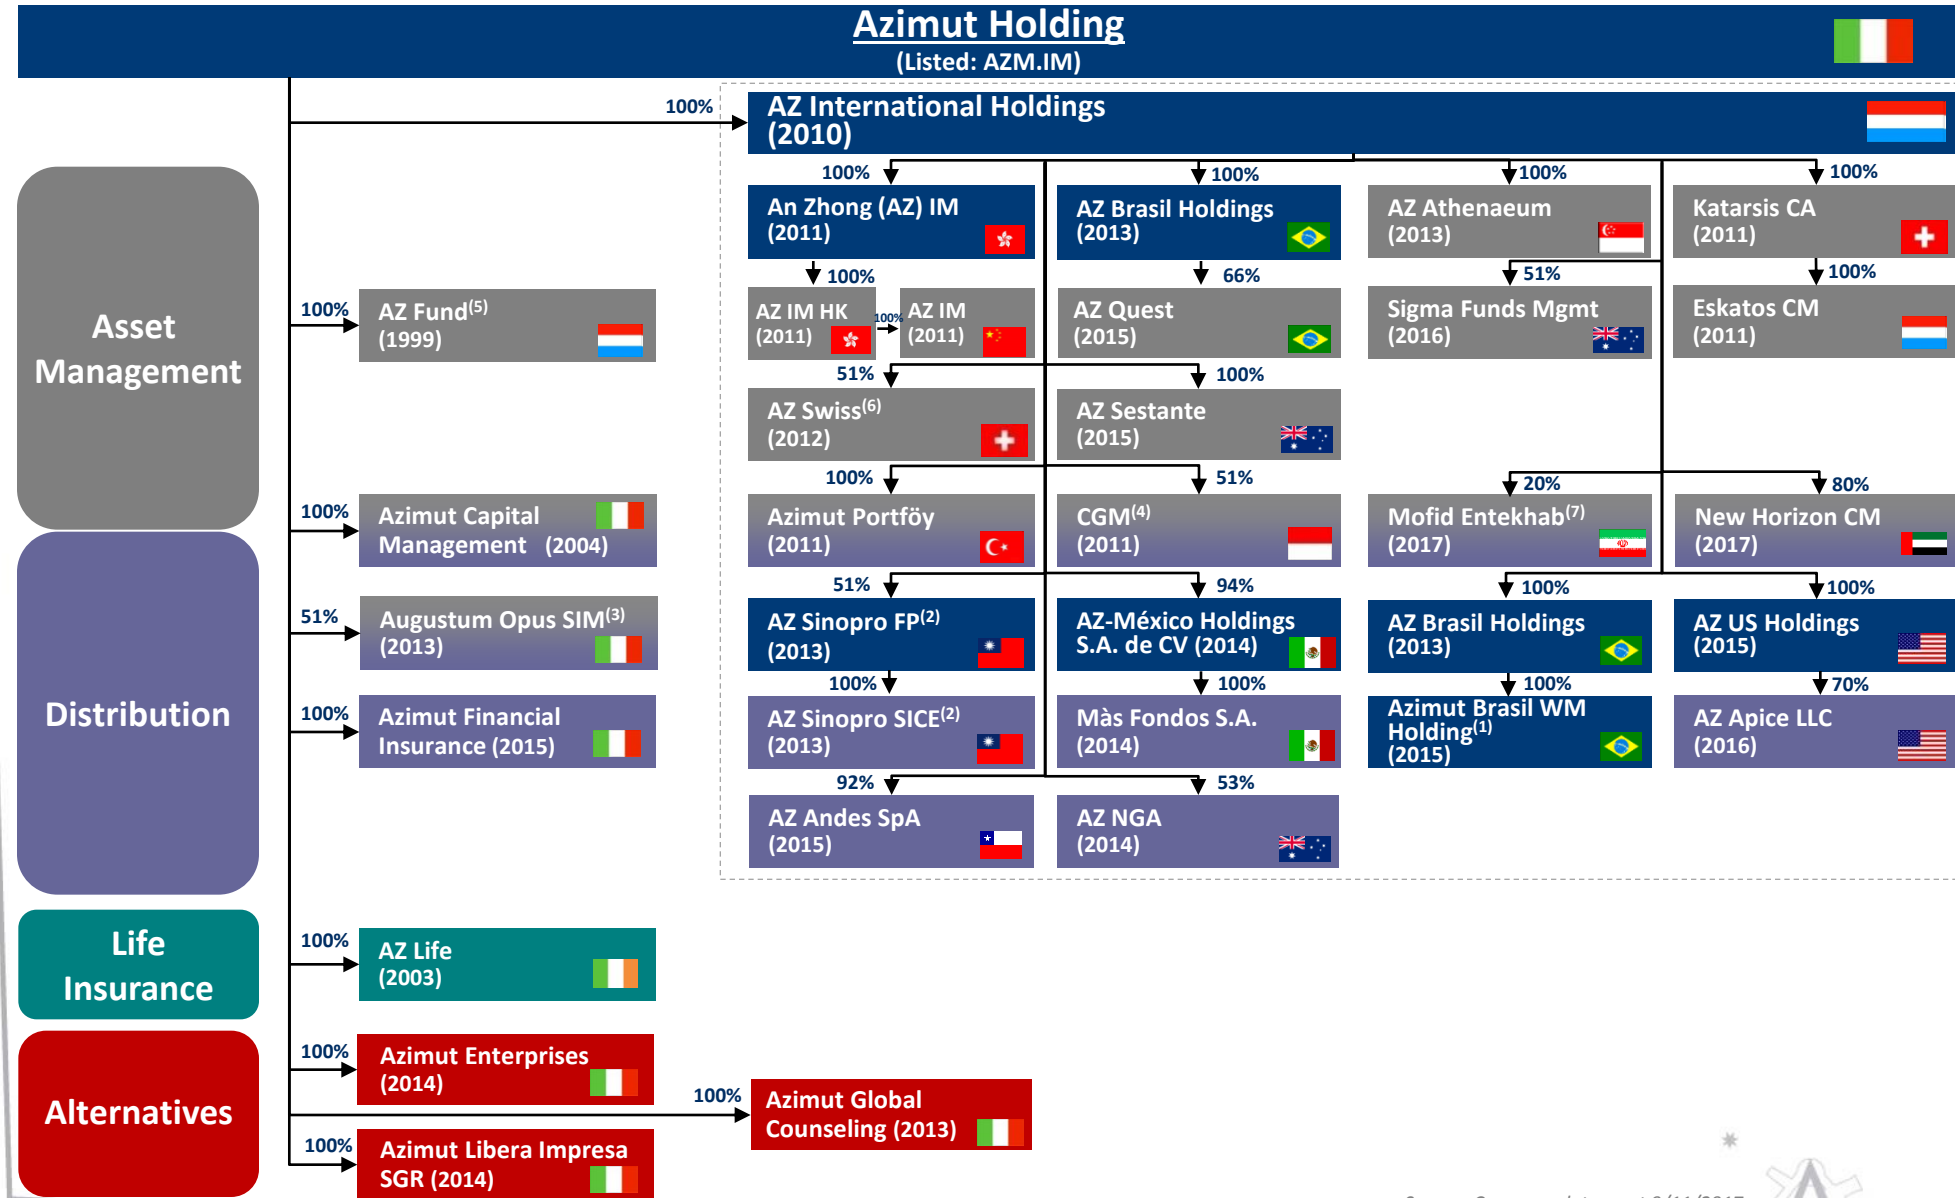 Azimut Holding
(Listed: AZM.IM)
100%
AZ International Holdings
(2010)
Asset
Management
Distribution
Life
Insurance
Alternatives
100%
AZ Fund(5)
(1999)
100%
Azimut Capital
Management (2004)
51%
Augustum Opus SIM(3)
(2013)
100%
Azimut Financial
Insurance (2015)
100%
AZ Life
(2003)
100%
Azimut Enterprises
(2014)
100%
Azimut Global
Counseling (2013)
100%
Azimut Libera Impresa
SGR (2014)
100%
An Zhong (AZ) IM
(2011)
100%
AZ Brasil Holdings
(2013)
100%
AZ Athenaeum
(2013)
100%
Katarsis CA
(2011)
100%
AZ IM HK
(2011)
100%
AZ IM
(2011)
66%
AZ Quest
(2015)
51%
Sigma Funds Mgmt
(2016)
100%
Eskatos CM
(2011)
51%
AZ Swiss(6)
(2012)
100%
AZ Sestante
(2015)
100%
Azimut Portföy
(2011)
51%
CGM(4)
(2011)
20%
Mofid Entekhab(7)
(2017)
80%
New Horizon CM
(2017)
51%
AZ Sinopro FP(2)
(2013)
94%
AZ-México Holdings
S.A. de CV (2014)
100%
AZ Brasil Holdings
(2013)
100%
AZ US Holdings
(2015)
100%
AZ Sinopro SICE(2)
(2013)
100%
Màs Fondos S.A.
(2014)
100%
Azimut Brasil WM
Holding(1)
(2015)
70%
AZ Apice LLC
(2016)
92%
AZ Andes SpA
(2015)
53%
AZ NGA
(2014)